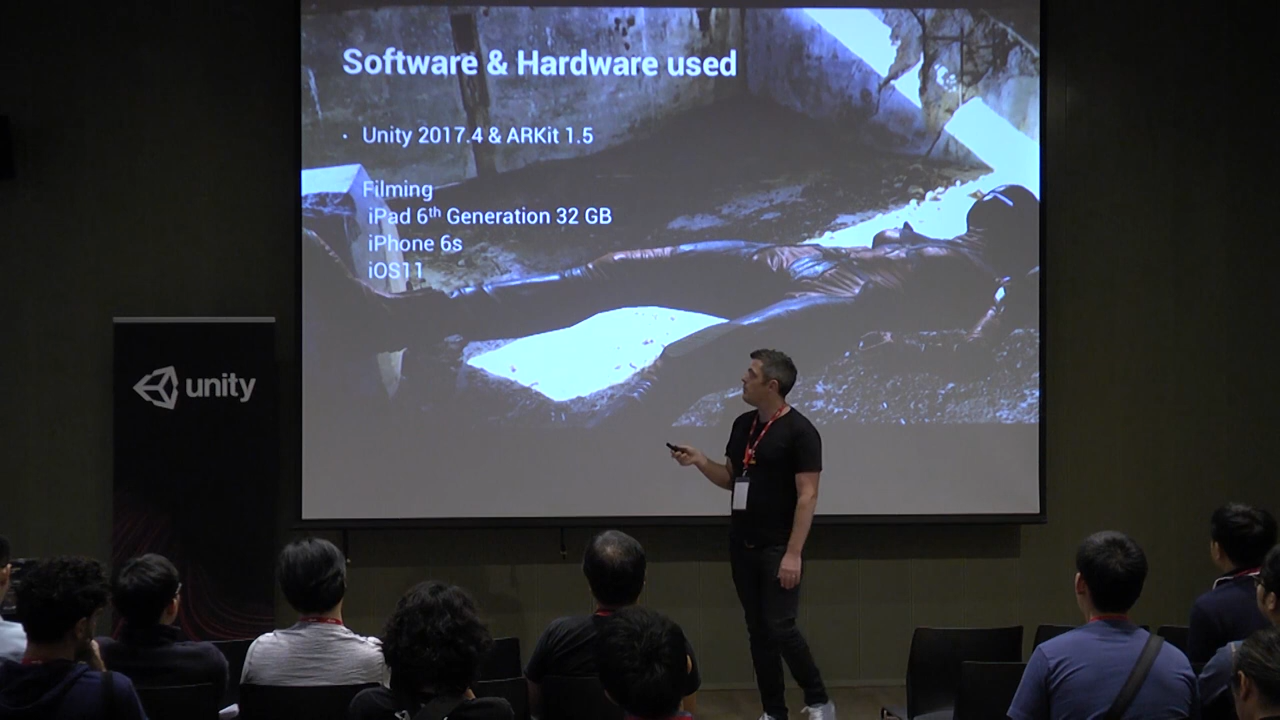 Software & Hardware used
· Unity 2017.4 & ARKit 1.5
Filming
iPad 6th Generation 32 GB
iPhone 6s
iOS11
unity